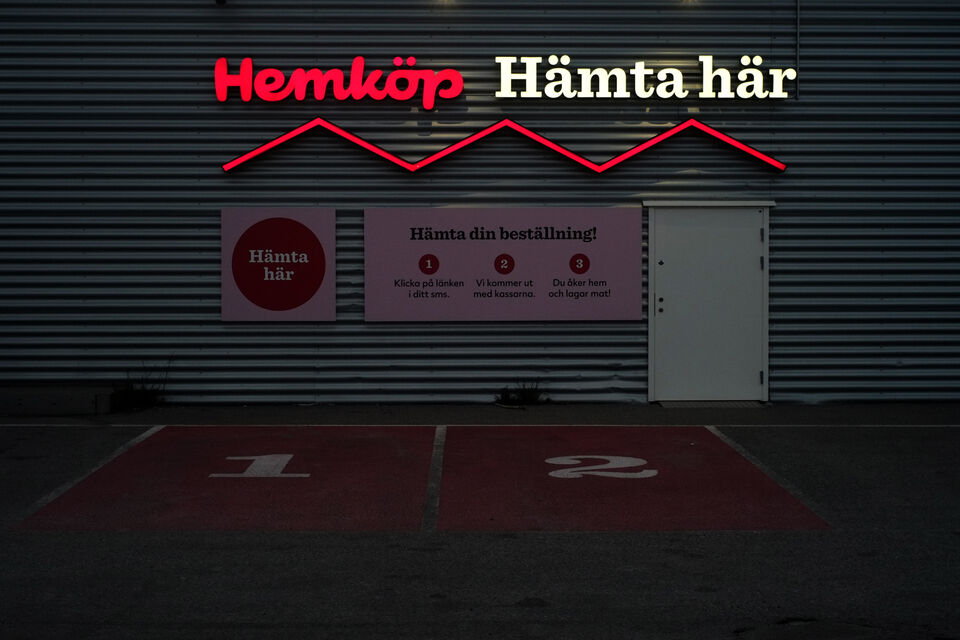 Hemköp Hämta här
Hämta
här
Hämta din beställning!
1 2 3
Klicka på länken
i ditt sms.
Vi kommer ut
med kassarna.
Du åker hem
och lagar mat!
1 2